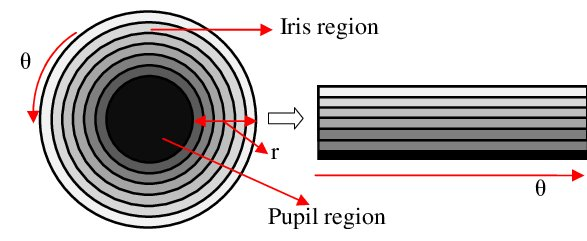 Iris region
θ
r
θ
Pupil region